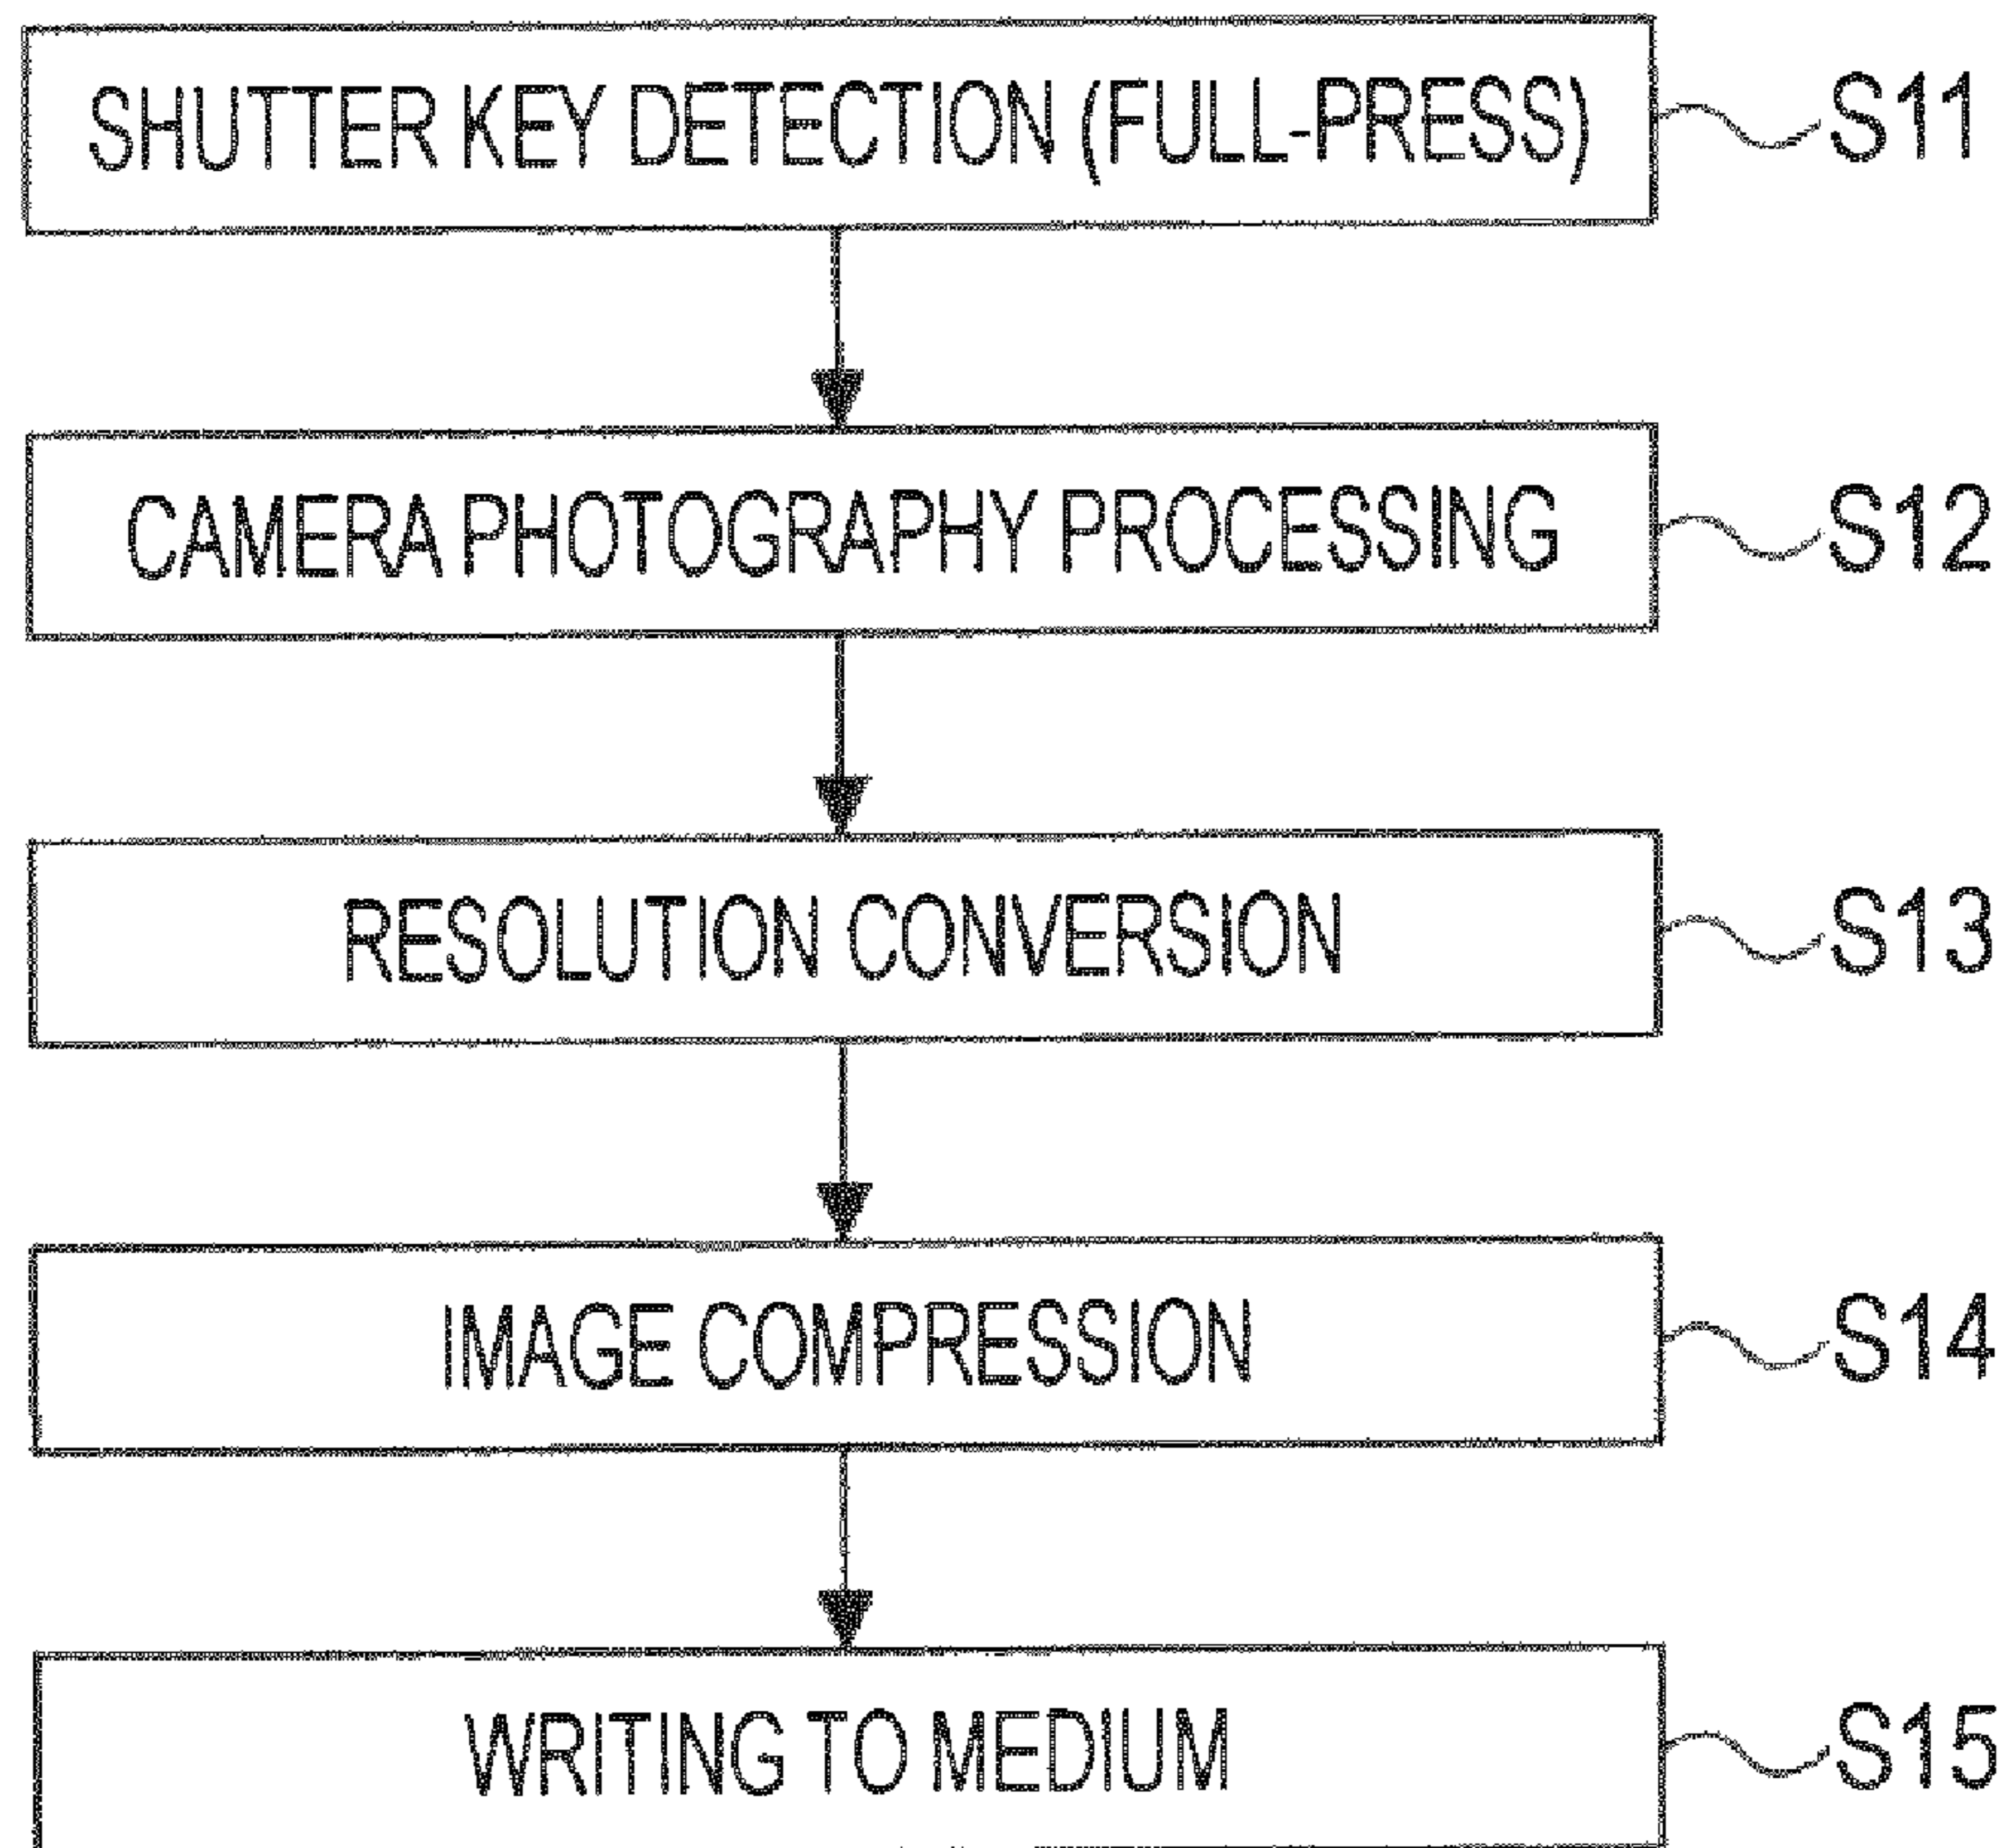 SHUTTER KEY DETECTION (FULL-PRESS) S11
CAMERA PHOTOGRAPHY PROCESSING S12
RESOLUTION CONVERSION S13
IMAGE COMPRESSION S14
WRITING TO MEDIUM S15